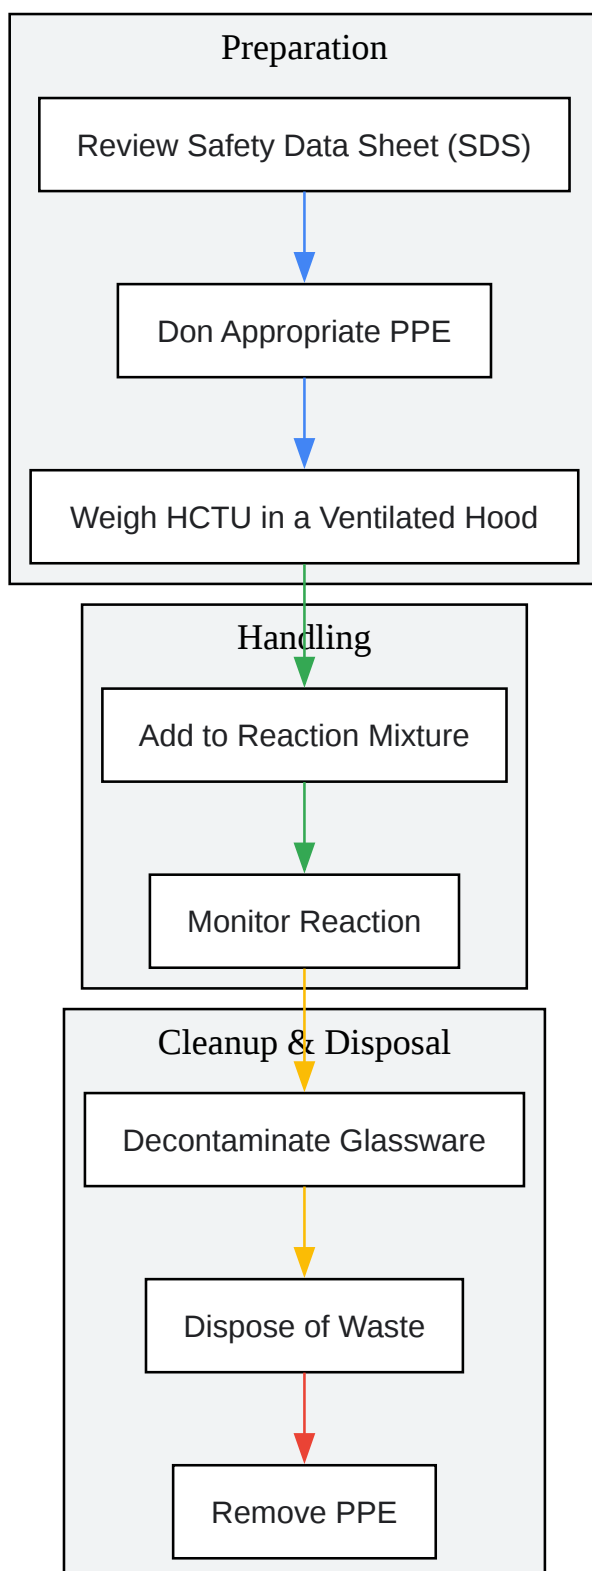 Preparation
Review Safety Data Sheet (SDS)
Don Appropriate PPE
Weigh HCTU in a Ventilated Hood
Handling
Add to Reaction Mixture
Monitor Reaction
Cleanup & Disposal
Decontaminate Glassware
Dispose of Waste
Remove PPE